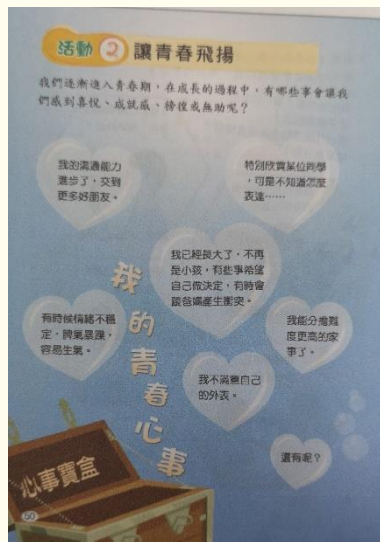 活動 2 讓青春飛揚
我們逐漸進入青春期，在成長的過程中，有哪些事會讓我
們感到喜悅、成就感、徬徨或無助呢？
我的溝通能力
進步了，交到
更多好朋友。
特別欣賞某位同學
，可是不知道怎麼
表達……
我已經長大了，不再
是小孩，有些事希望
自己做決定，有時會
跟爸媽產生衝突。
有時候情緒不穩
定，脾氣暴躁，
容易生氣。
我能分擔難
度更高的家
事了。
我不滿意自己
的外表。
還有呢？
我的青春心事
心事寶盒
50